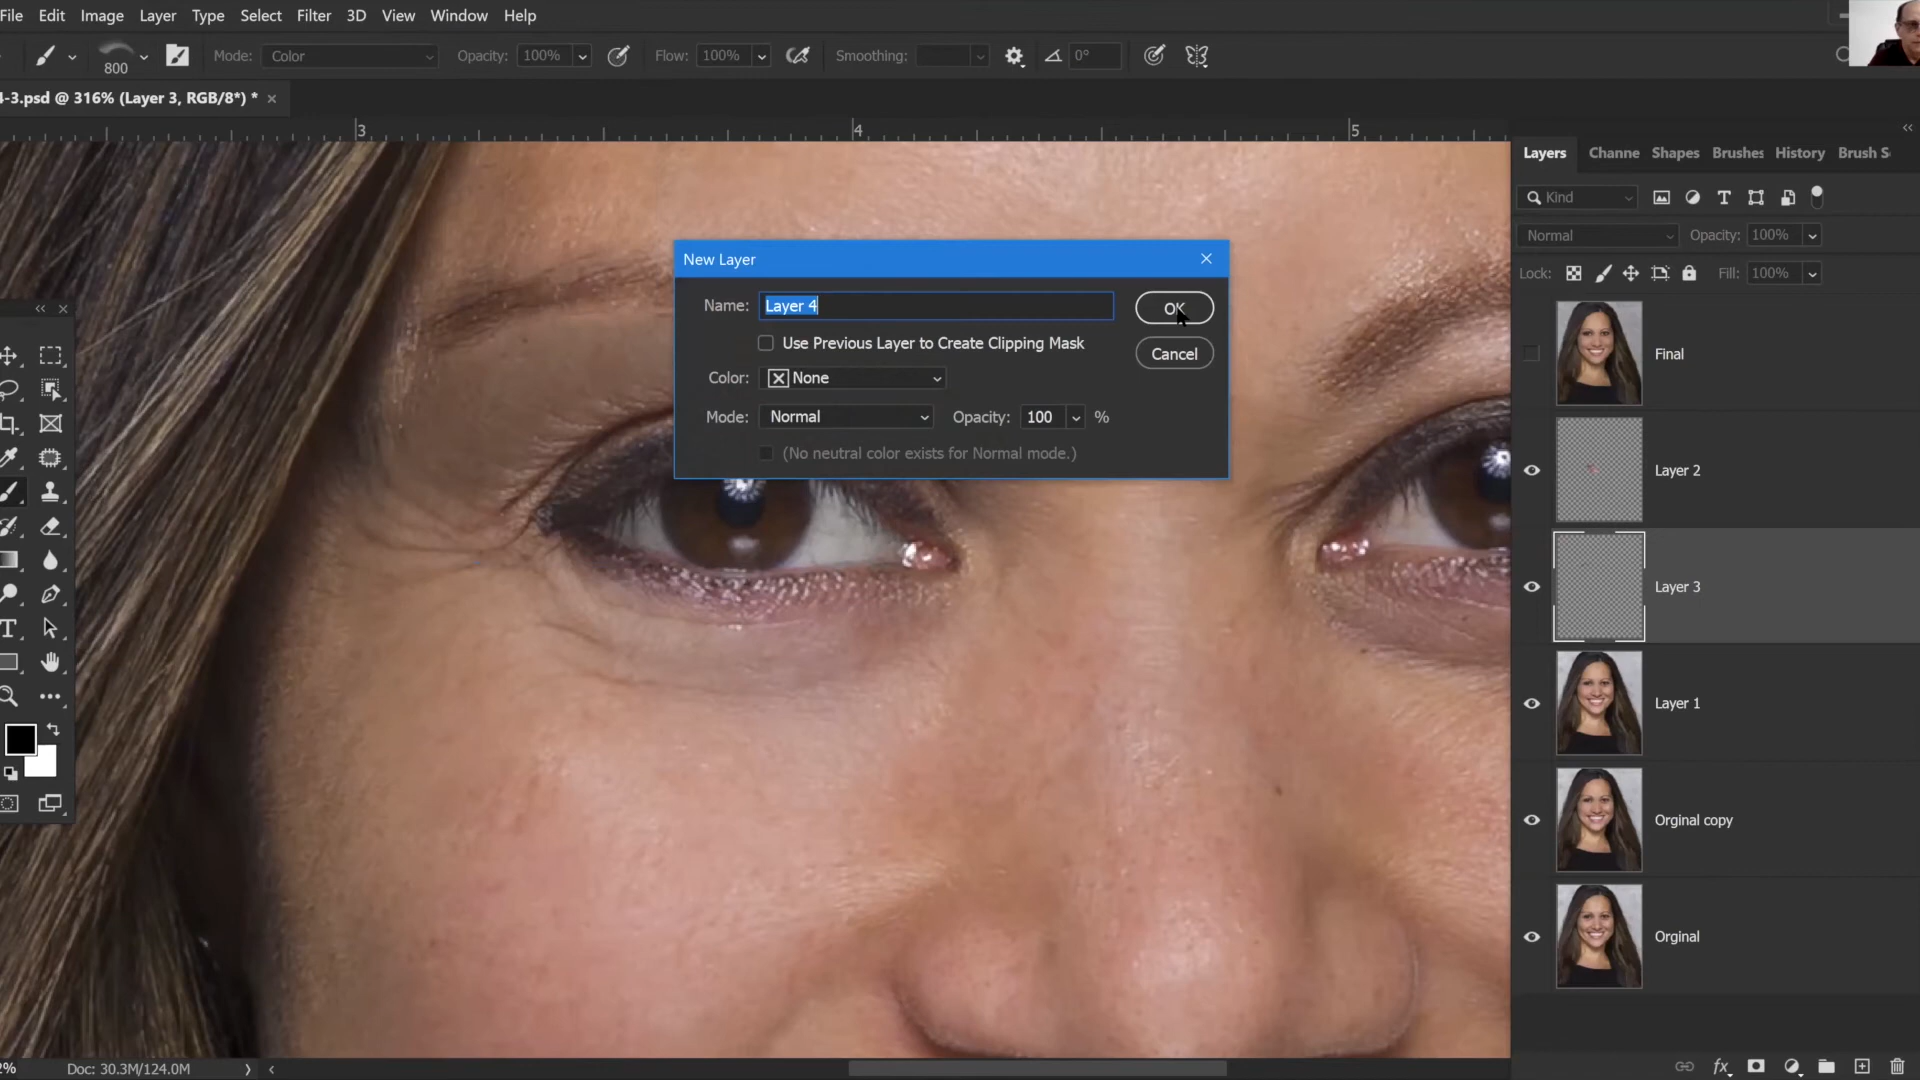 File Edit Image Layer Type Select Filter 3D View Window Help
800 Mode: Color Opacity: 100% Flow: 100% Smoothing: 0°
4-3.psd @ 316% (Layer 3, RGB/8*) * ×
3 4 5
Layers Channe Shapes Brushes History Brush S
Kind
Normal Opacity: 100%
Lock: Fill: 100%
New Layer
Name: Layer 4 OK
Use Previous Layer to Create Clipping Mask
Cancel
Color: None
Mode: Normal Opacity: 100 %
(No neutral color exists for Normal mode.)
Final
Layer 2
Layer 3
Layer 1
Orginal copy
Orginal
2% Doc: 30.3M/124.0M